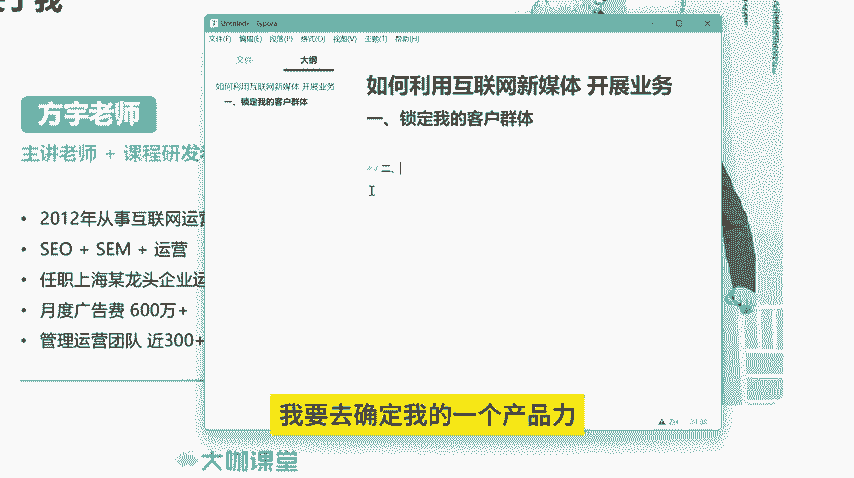 于我
方宇老师
主讲老师 + 课程研发
2012年从事互联网运营
SEO + SEM + 运营
任职上海某龙头企业运
月度广告费 600万+
管理运营团队 近300+
文件(F) 编辑(E) 段落(P) 格式(O) 视图(V) 主题(T) 帮助(H)
文件 大纲
如何利用互联网新媒体 开展业务
一、锁定我的客户群体
如何利用互联网新媒体 开展业务
一、锁定我的客户群体
## 二、
我要去确定我的一个产品力
大咖课堂